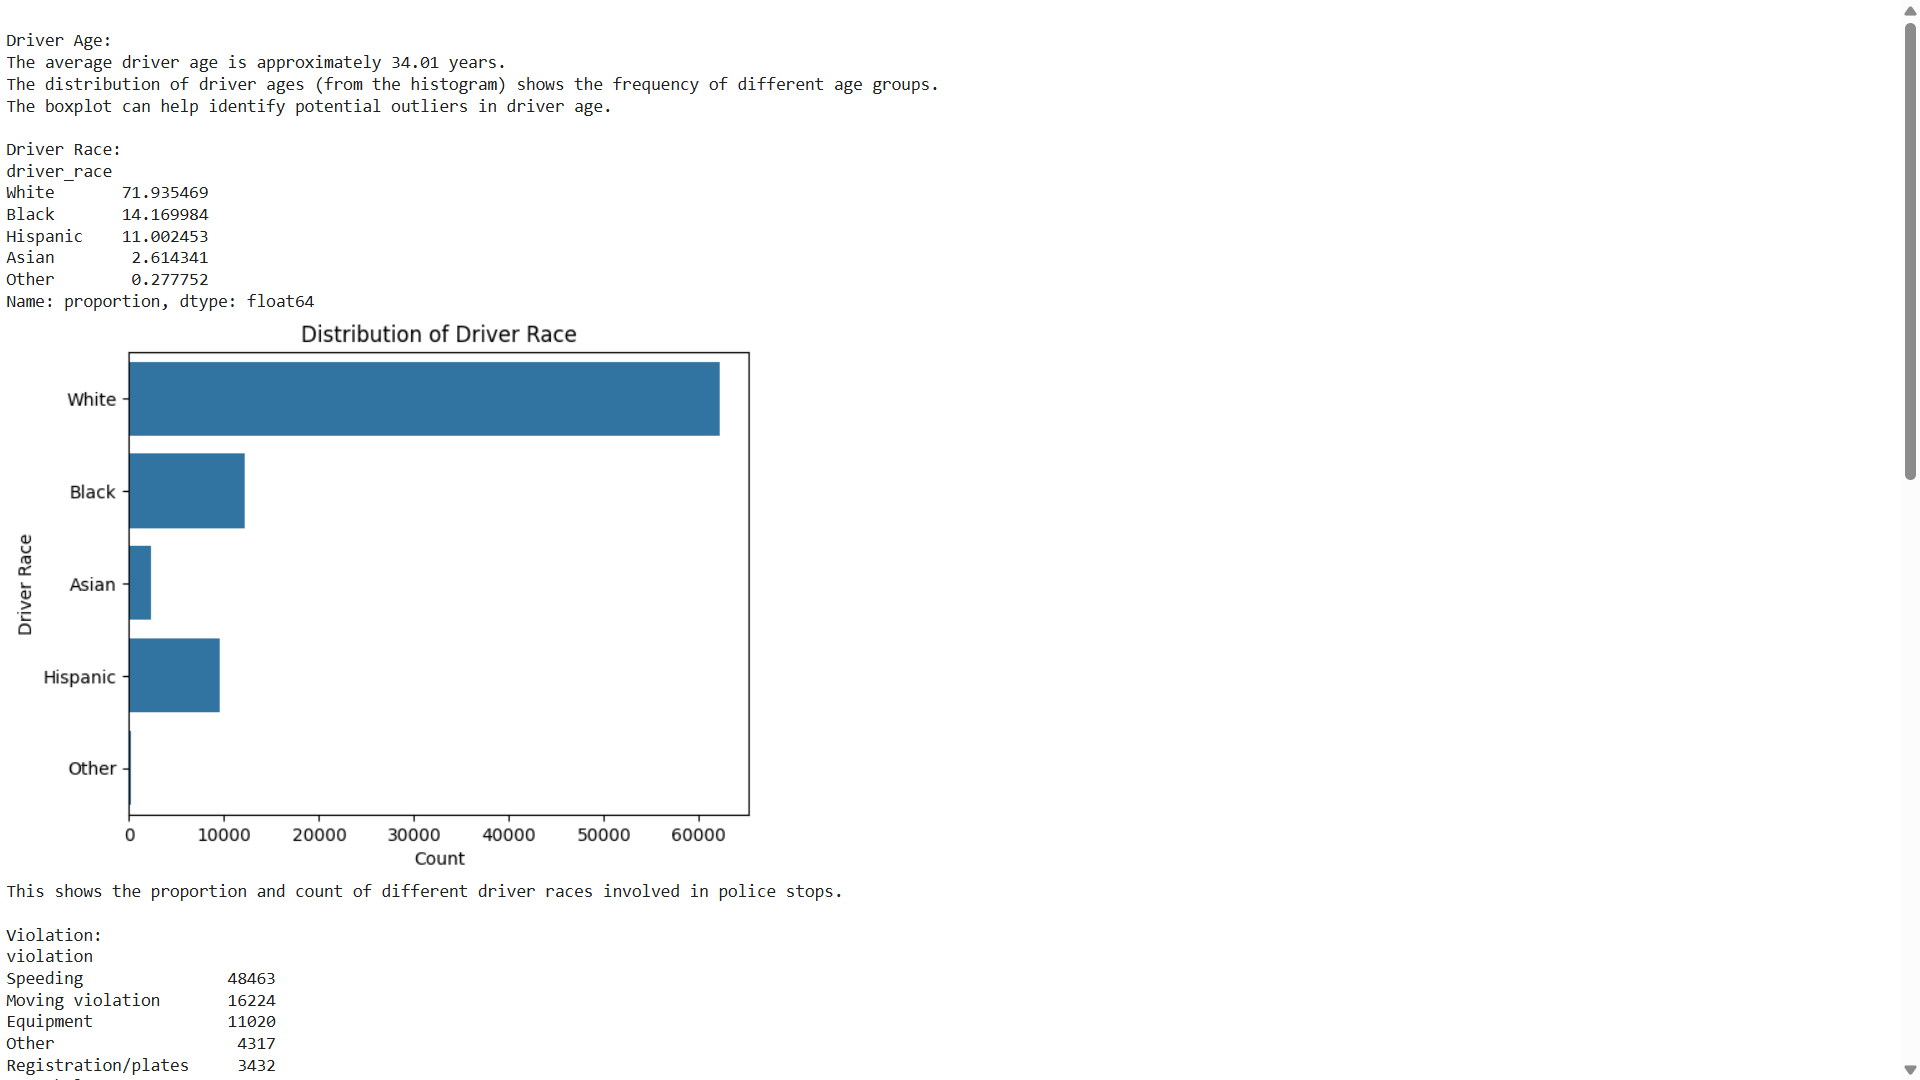 Driver Age:
The average driver age is approximately 34.01 years.
The distribution of driver ages (from the histogram) shows the frequency of different age groups.
The boxplot can help identify potential outliers in driver age.
Driver Race:
driver_race
White 71.935469
Black 14.169984
Hispanic 11.002453
Asian 2.614341
Other 0.277752
Name: proportion, dtype: float64
Distribution of Driver Race
Driver Race
White
Black
Asian
Hispanic
Other
0 10000 20000 30000 40000 50000 60000
Count
This shows the proportion and count of different driver races involved in police stops.
Violation:
violation
Speeding 48463
Moving violation 16224
Equipment 11020
Other 4317
Registration/plates 3432